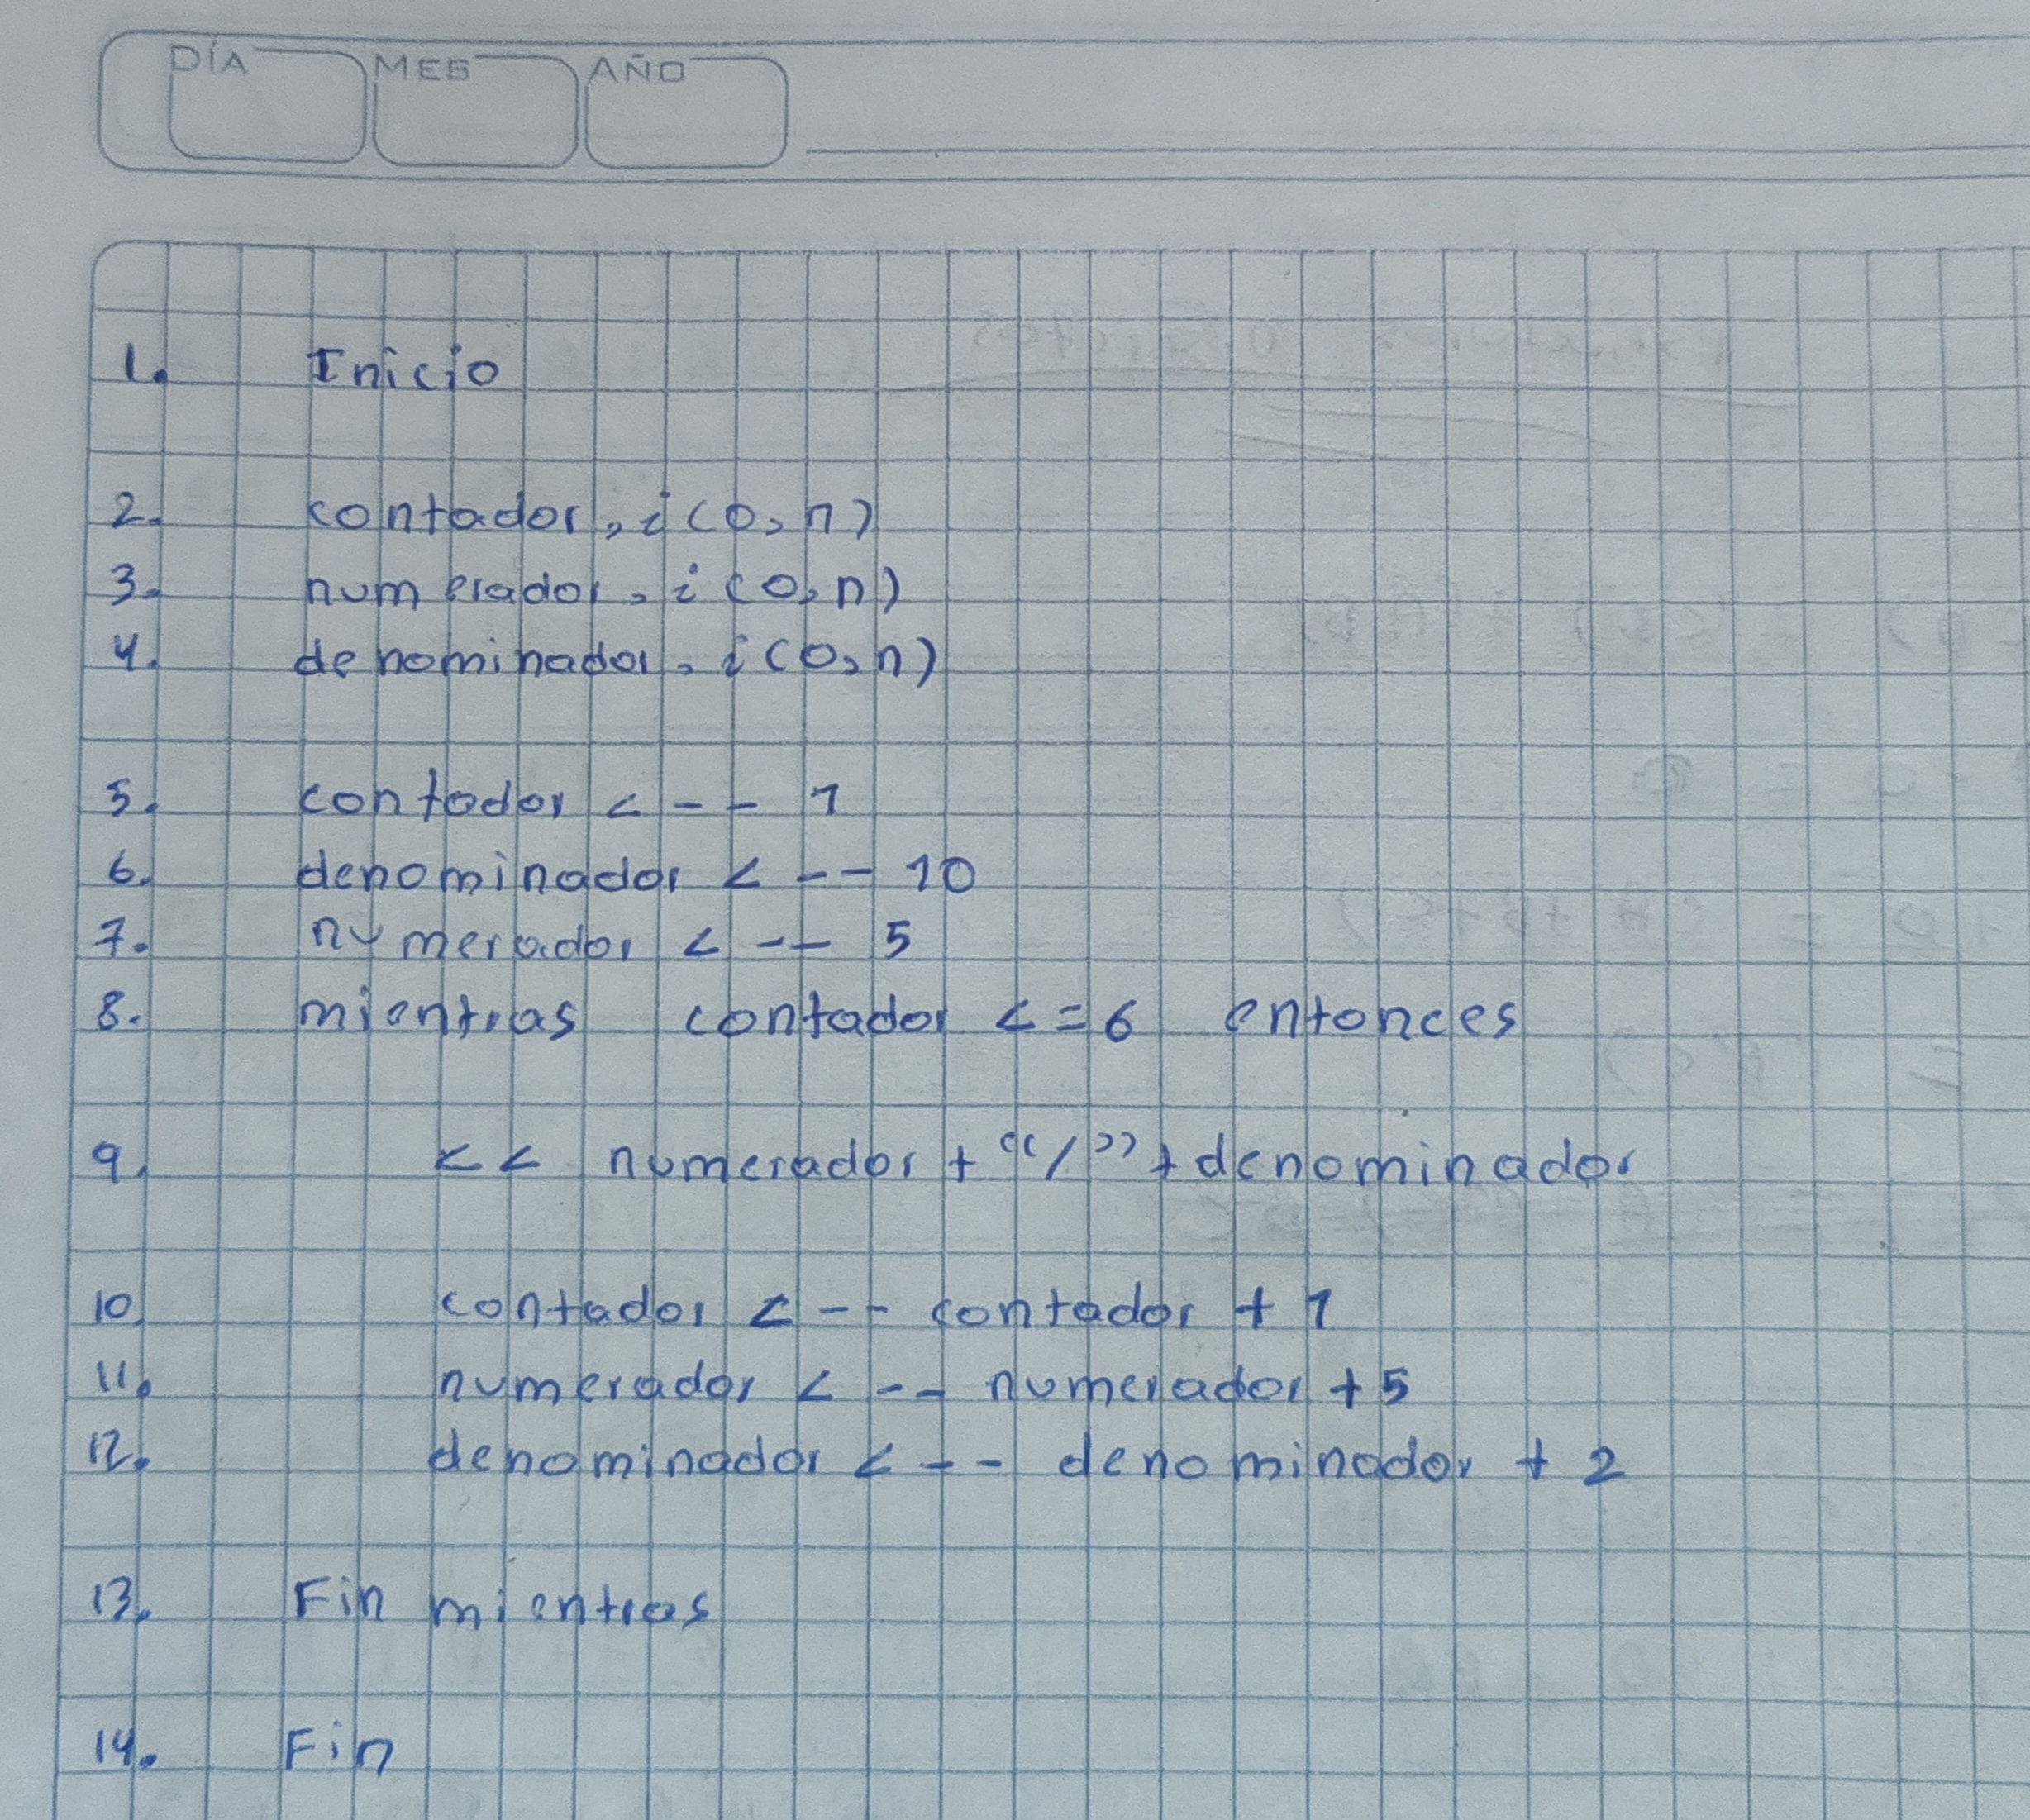 DÍA MES AÑO
1. Inicio
2. contador, i (0, n)
3. numerador, i (0, n)
4. denominador, i (0, n)
5. contador <-- 1
6. denominador <-- 10
7. numerador <-- 5
8. mientras contador <=6 entonces
9. << numerador + "/" + denominador
10. contador <-- contador + 1
11. numerador <-- numerador + 5
12. denominador <-- denominador + 2
13. Fin mientras
14. Fin